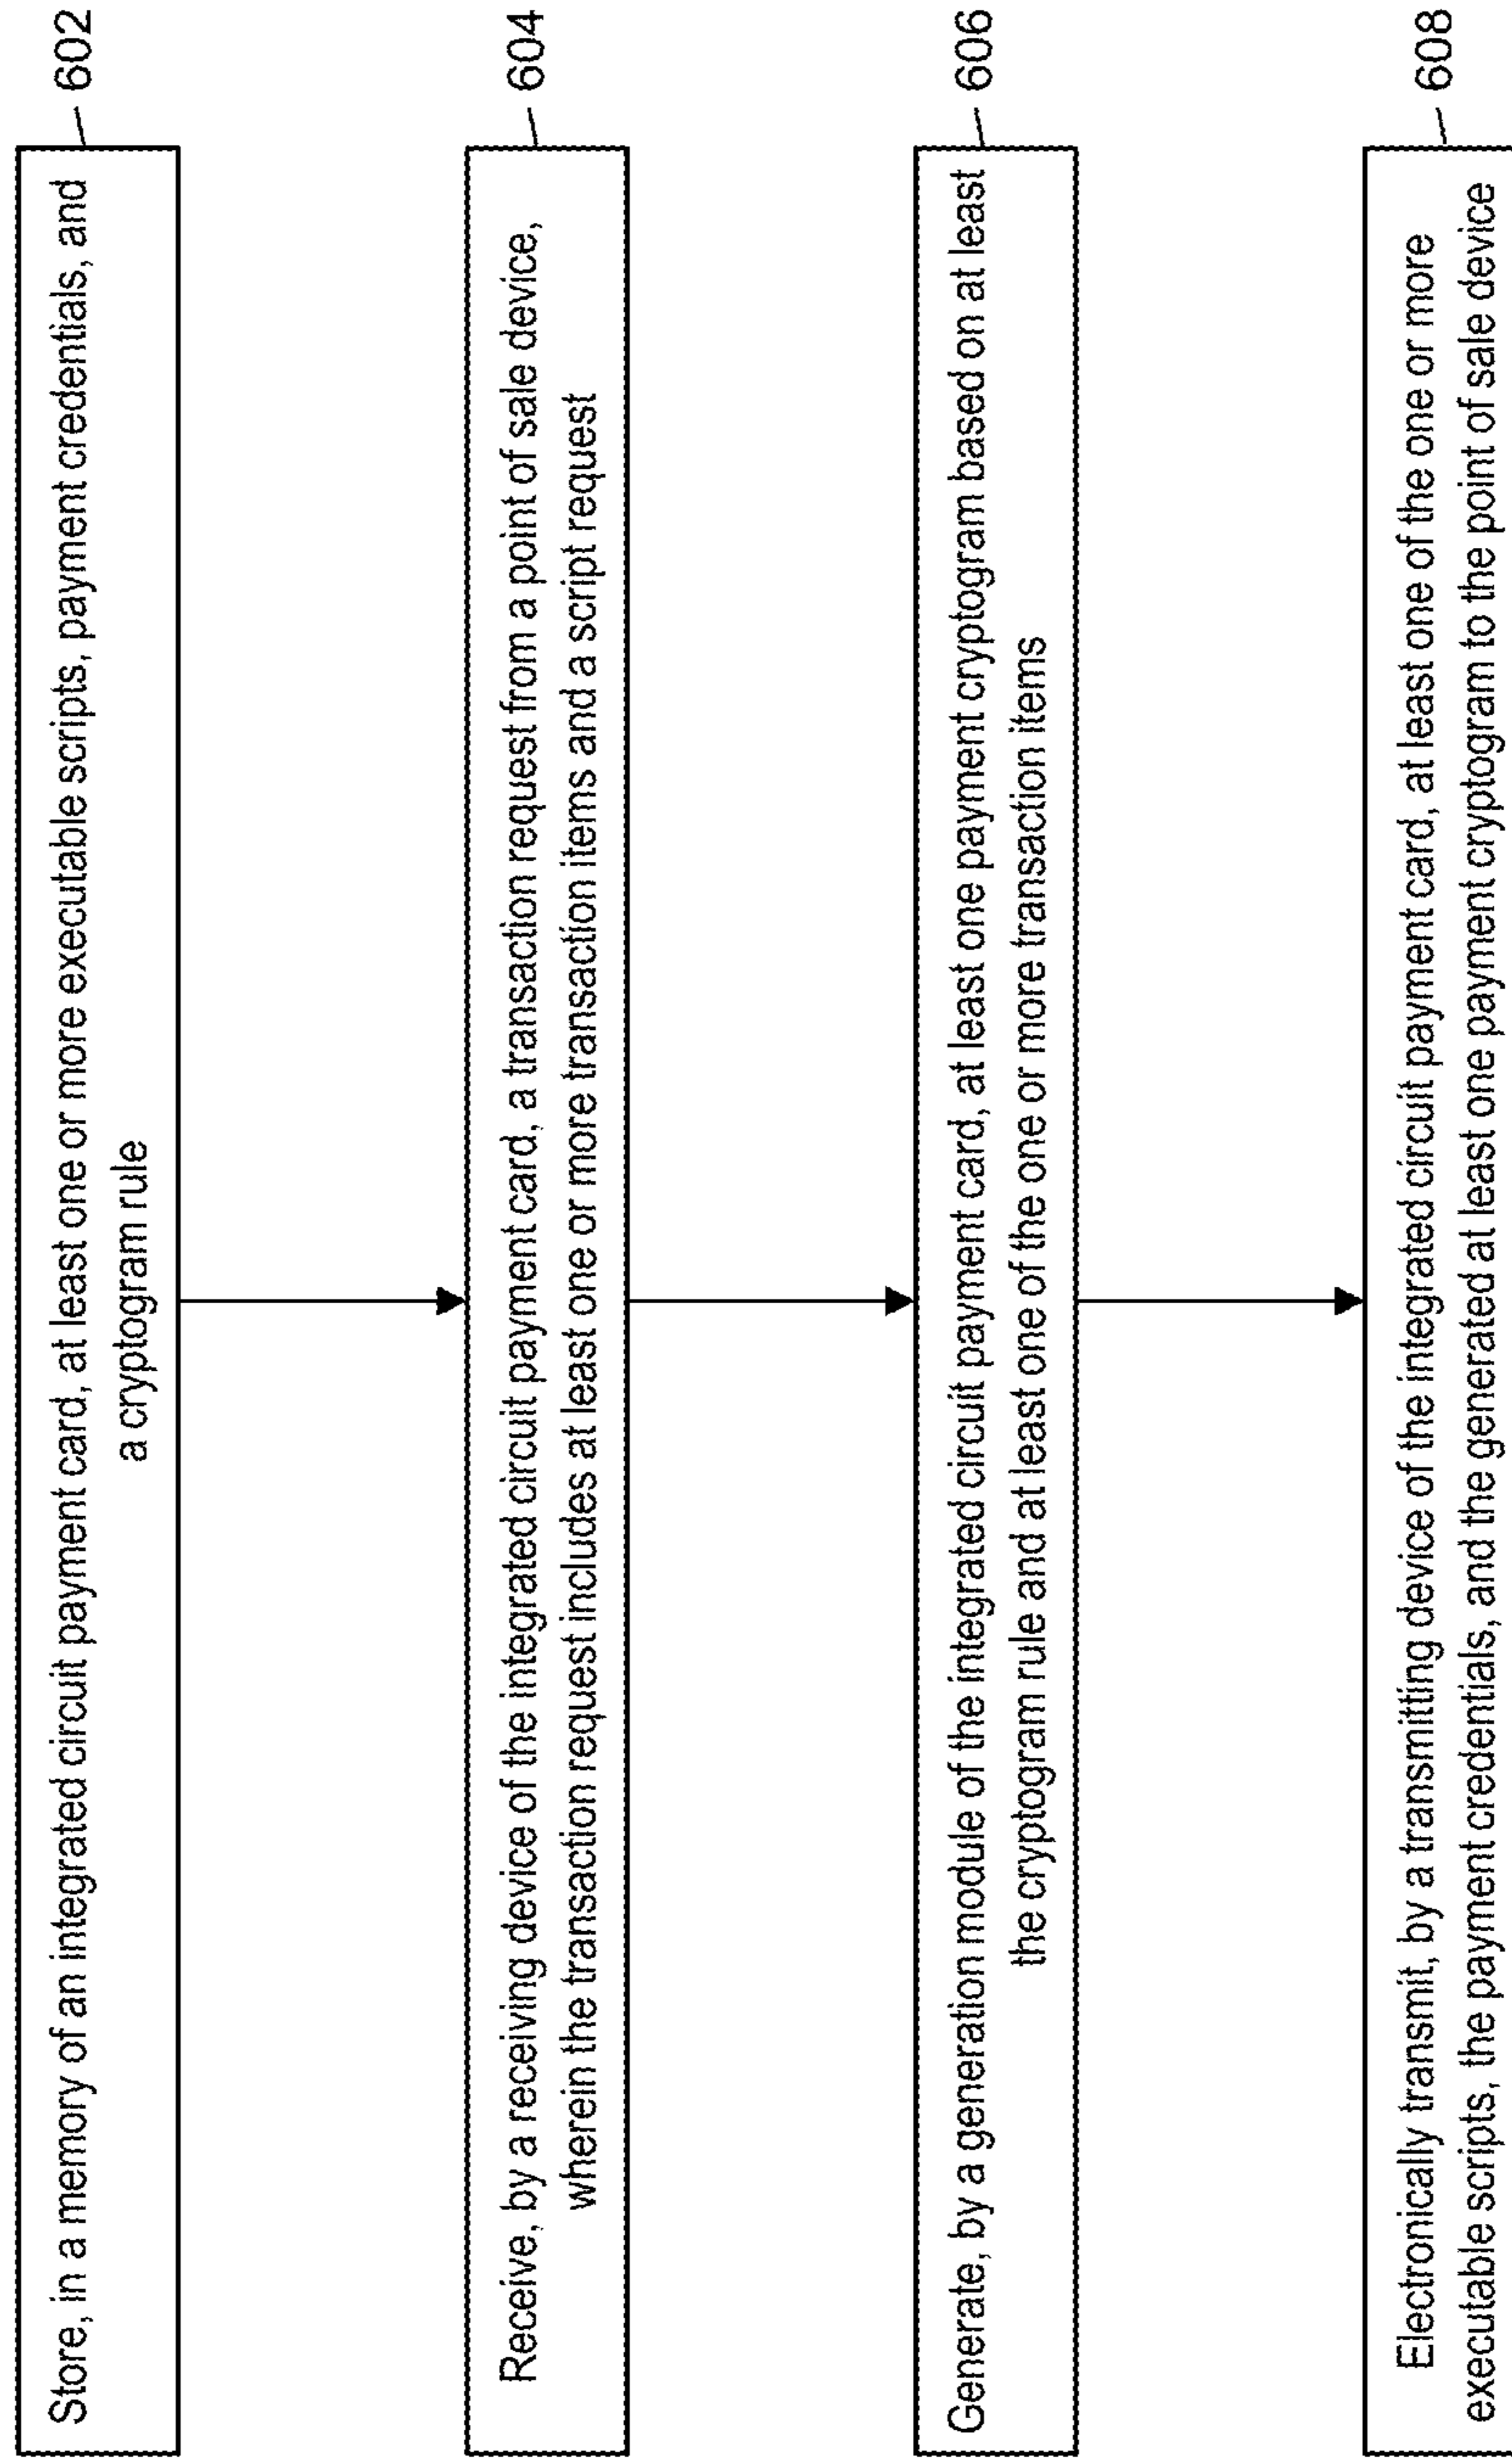 Store, in a memory of an integrated circuit payment card, at least one or more executable scripts, payment credentials, and
a cryptogram rule
602
Receive, by a receiving device of the integrated circuit payment card, a transaction request from a point of sale device,
wherein the transaction request includes at least one or more transaction items and a script request
604
Generate, by a generation module of the integrated circuit payment card, at least one payment cryptogram based on at least
the cryptogram rule and at least one of the one or more transaction items
606
Electronically transmit, by a transmitting device of the integrated circuit payment card, at least one of the one or more
executable scripts, the payment credentials, and the generated at least one payment cryptogram to the point of sale device
608